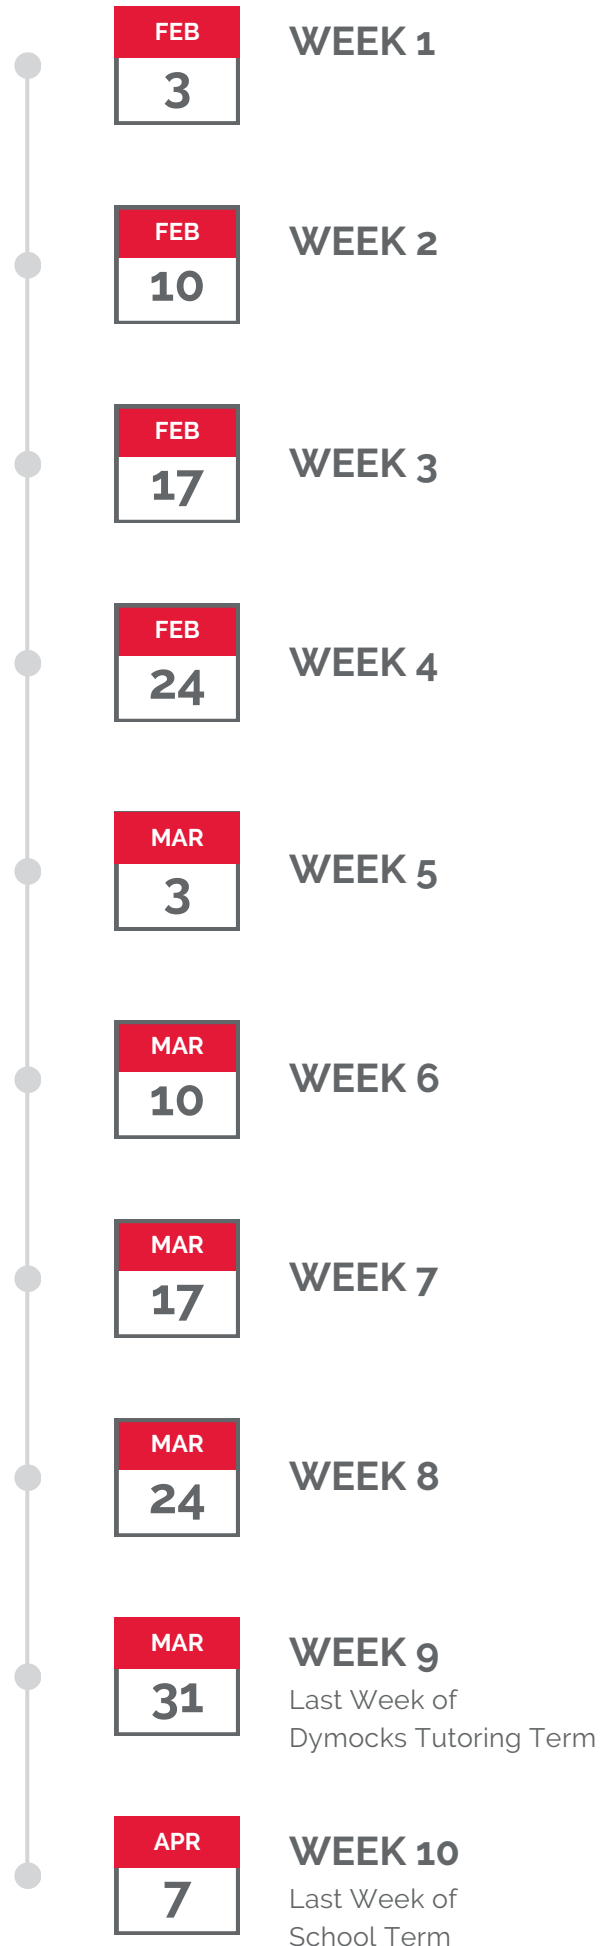 FEB
3
WEEK 1
FEB
10
WEEK 2
FEB
17
WEEK 3
FEB
24
WEEK 4
MAR
3
WEEK 5
MAR
10
WEEK 6
MAR
17
WEEK 7
MAR
24
WEEK 8
MAR
31
WEEK 9
Last Week of
Dymocks Tutoring Term
APR
7
WEEK 10
Last Week of
School Term